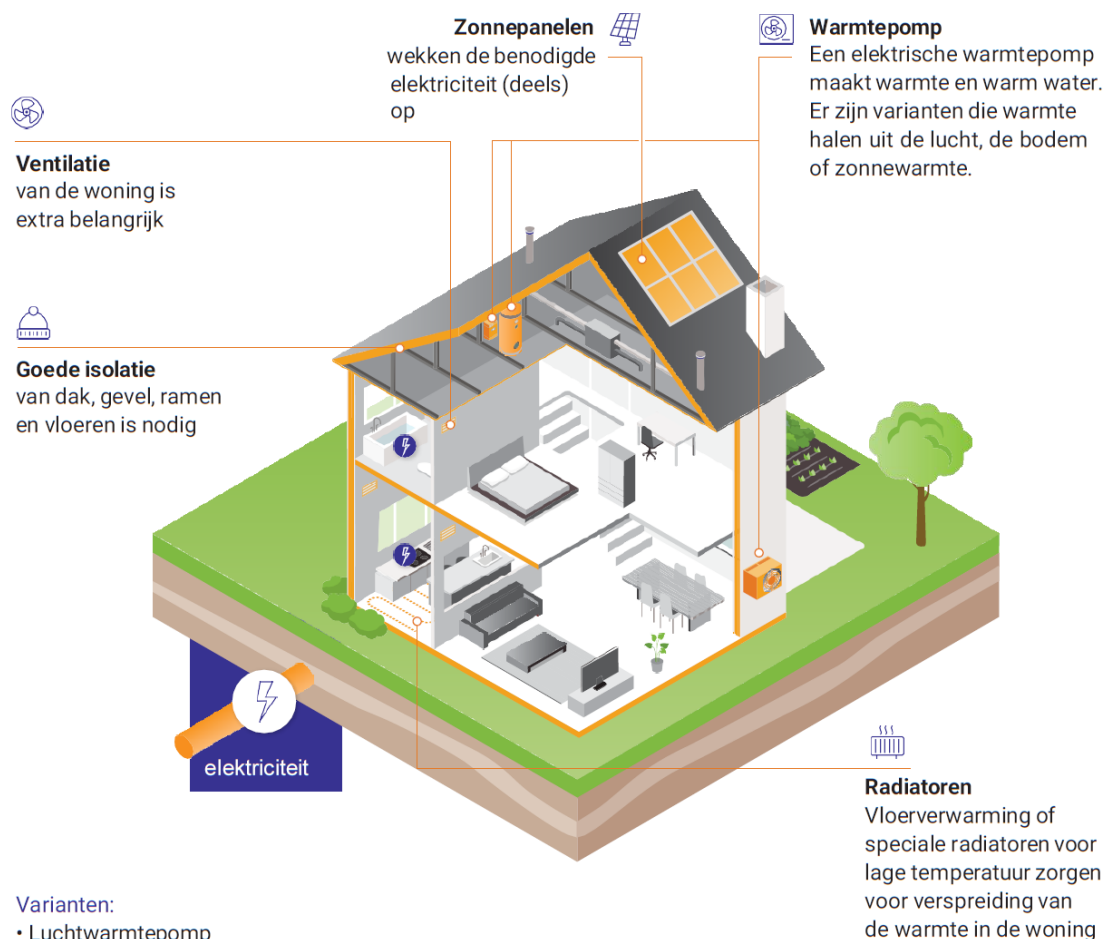 Zonnepanelen
wekken de benodigde
elektriciteit (deels)
op
Warmtepomp
Een elektrische warmtepomp
maakt warmte en warm water.
Er zijn varianten die warmte
halen uit de lucht, de bodem
of zonnewarmte.
Ventilatie
van de woning is
extra belangrijk
Goede isolatie
van dak, gevel, ramen
en vloeren is nodig
elektriciteit
Radiatoren
Vloerverwarming of
speciale radiatoren voor
lage temperatuur zorgen
voor verspreiding van
de warmte in de woning
Varianten:
• Luchtwarmtepomp